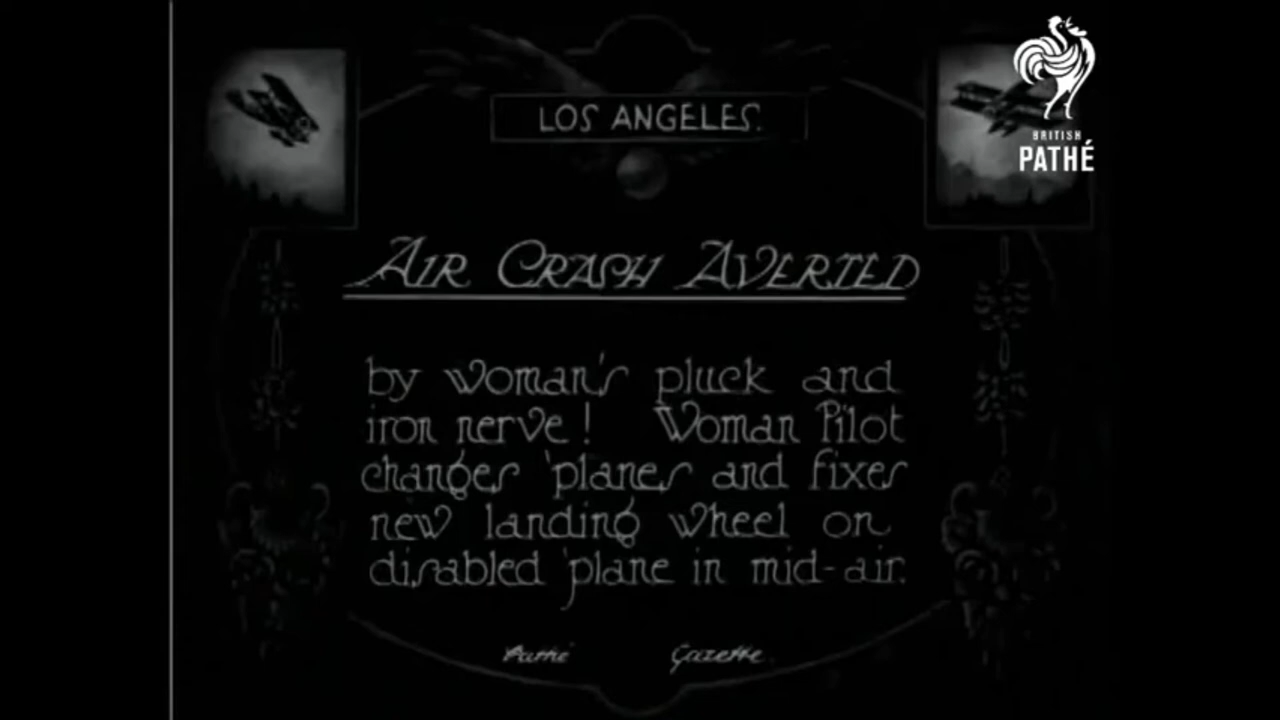 LOS ANGELES.
BRITISH
PATHÉ
AIR CRASH AVERTED
by woman's pluck and
iron nerve! Woman Pilot
changes 'planes and fixes
new landing wheel on
disabled 'plane in mid-air.
Pathé Gazette.